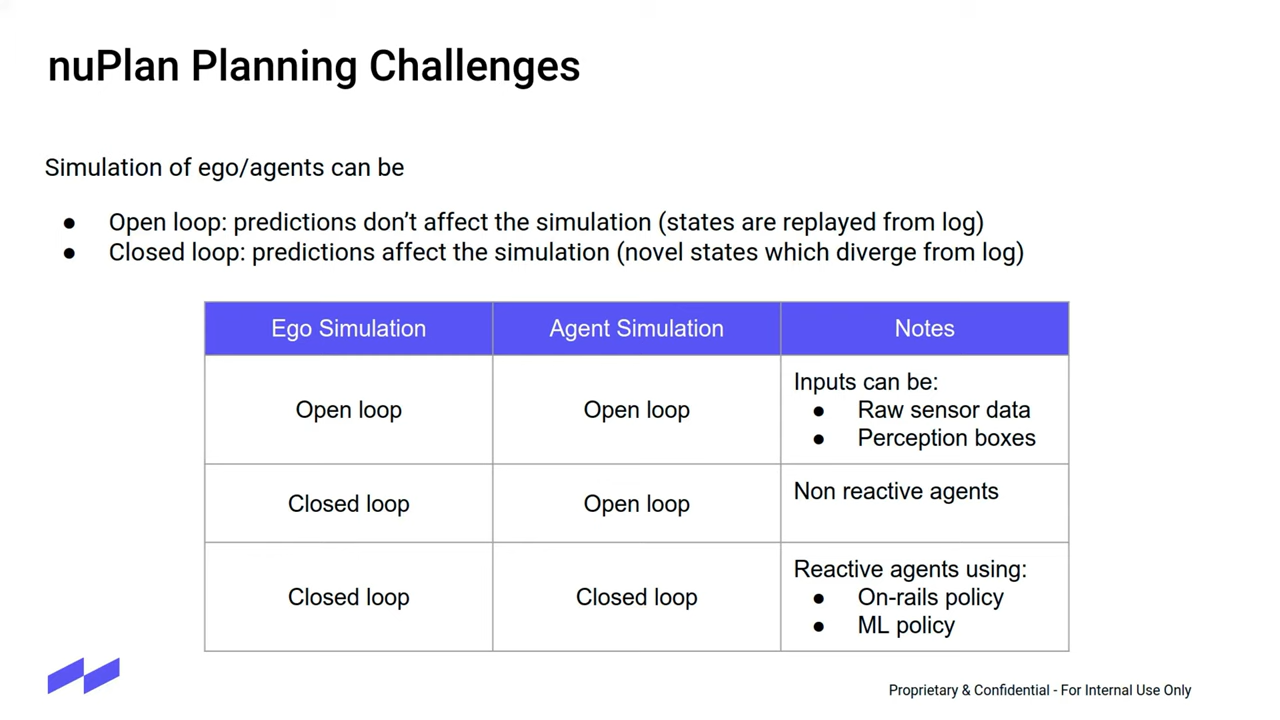 nuPlan Planning Challenges
Simulation of ego/agents can be
● Open loop: predictions don’t affect the simulation (states are replayed from log)
● Closed loop: predictions affect the simulation (novel states which diverge from log)
Ego Simulation Agent Simulation Notes
Open loop Open loop Inputs can be:
● Raw sensor data
● Perception boxes
Closed loop Open loop Non reactive agents
Closed loop Closed loop Reactive agents using:
● On-rails policy
● ML policy
Proprietary & Confidential - For Internal Use Only